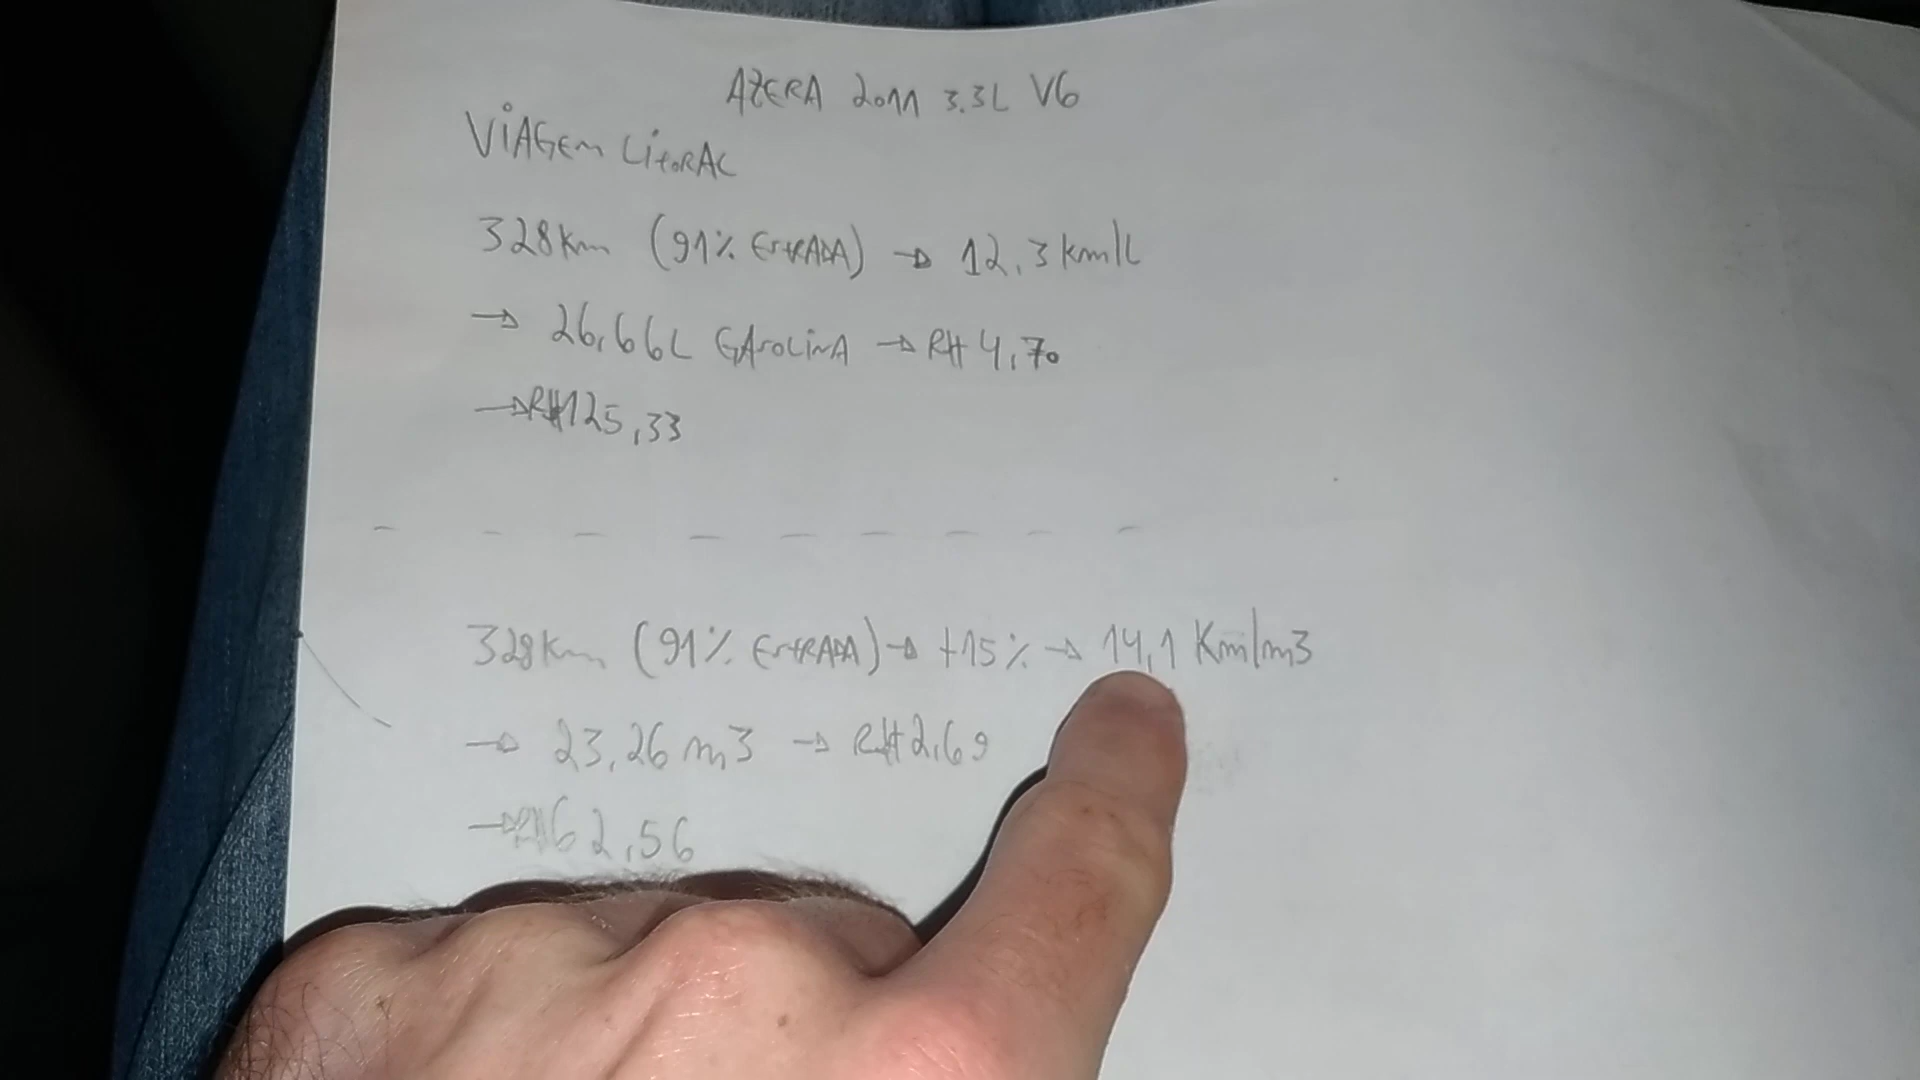 AZERA 2011 3.3L V6
ViAGEm LitoRAL
328Km (91% EstRADA) → 12,3 km/L
→ 26,66L GAsoLiNA → R$ 4,70
→ R$125,33
328Km (91% EstRADA) → +15% → 14,1 Km/m3
→ 23,26 m3 → R$ 2,69
→ R$62,56